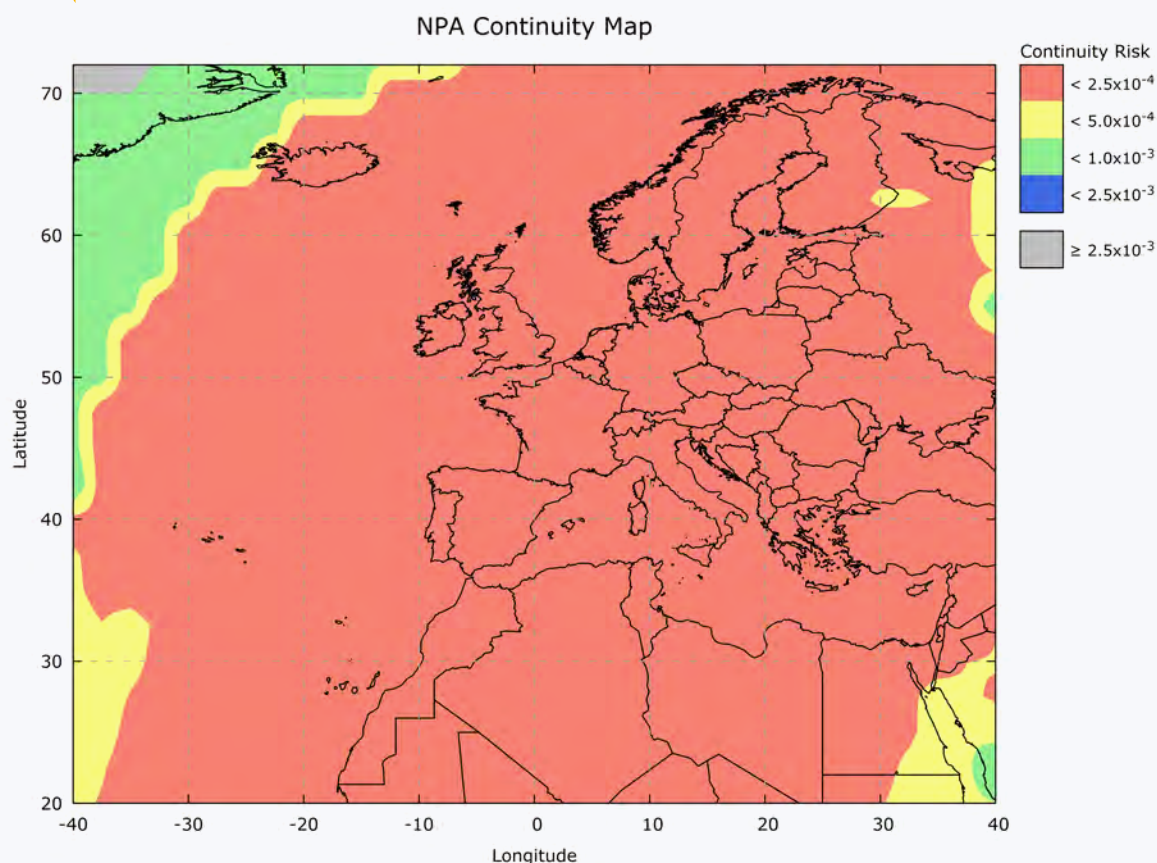 NPA Continuity Map
Continuity Risk
< 2.5x10⁻⁴
< 5.0x10⁻⁴
< 1.0x10⁻³
< 2.5x10⁻³
≥ 2.5x10⁻³
Latitude
70
60
50
40
30
20
-40 -30 -20 -10 0 10 20 30 40
Longitude